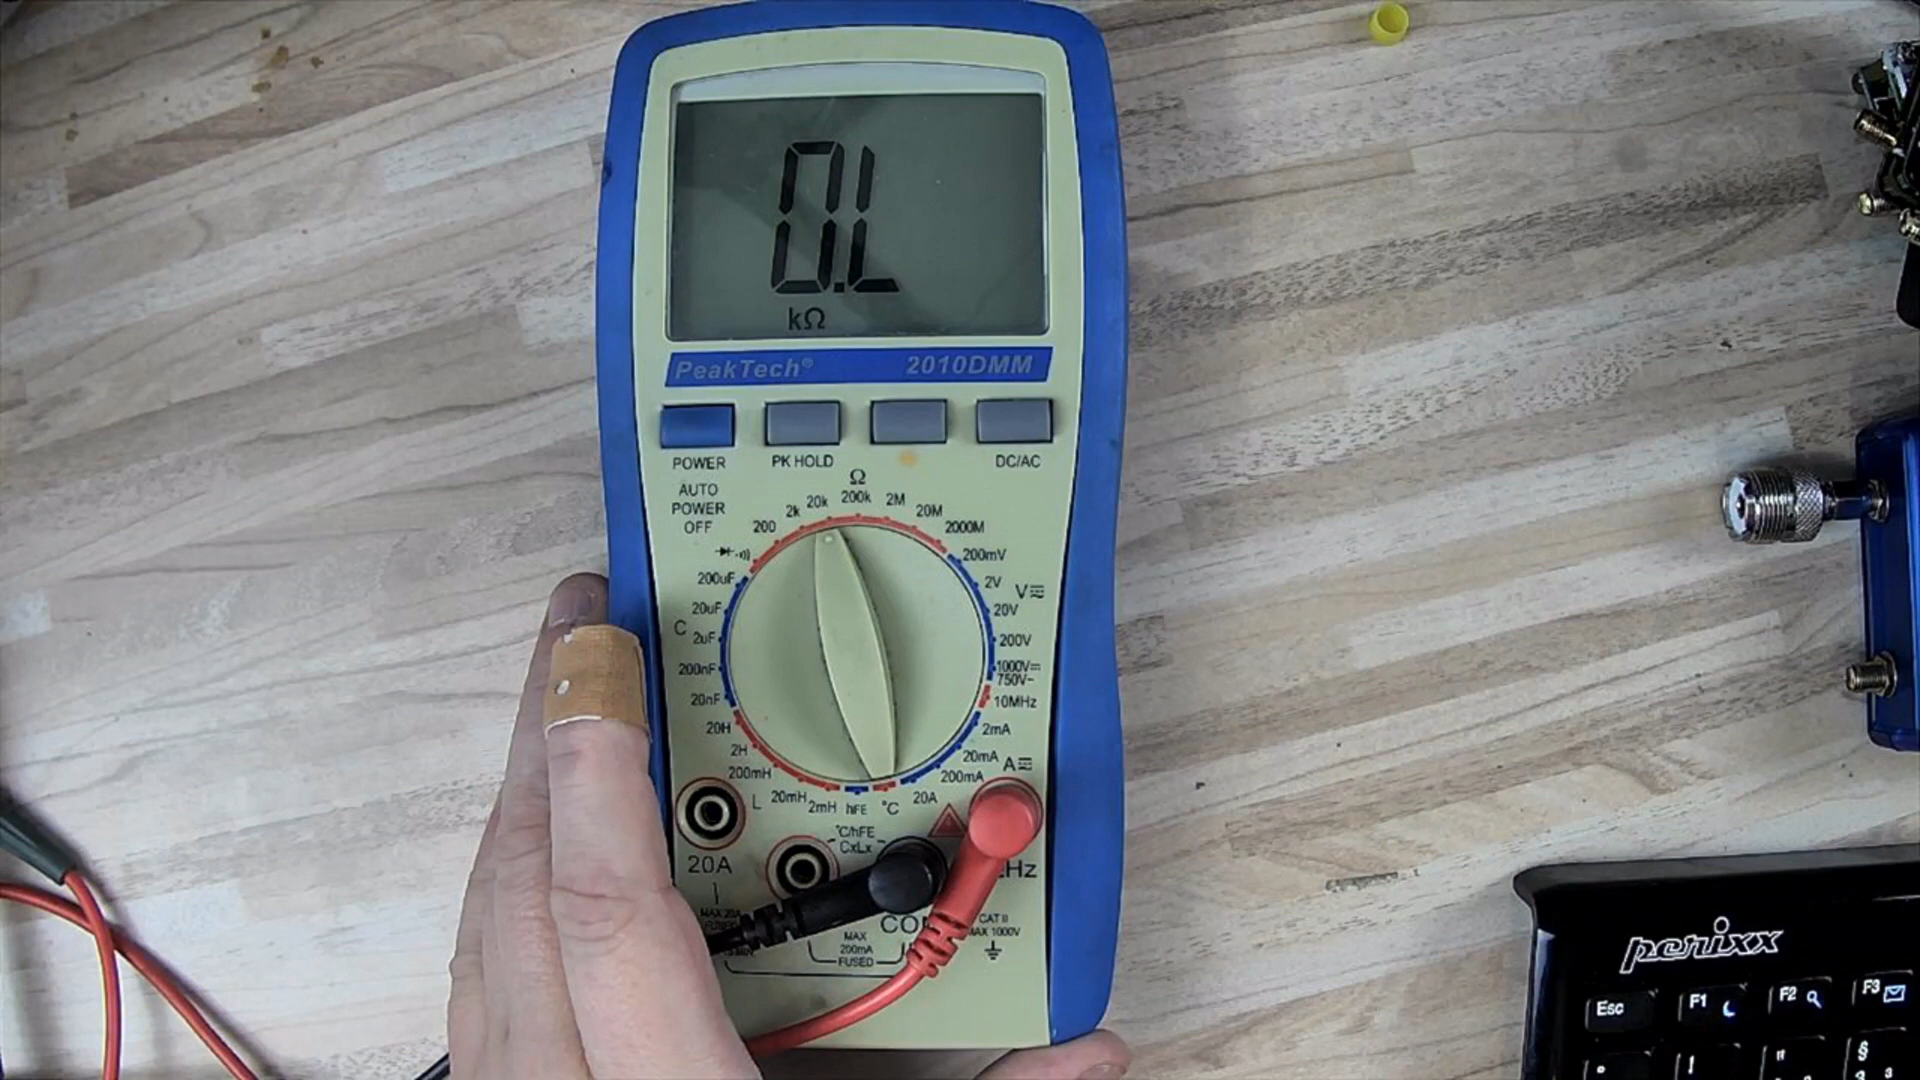 0.L
kΩ
PeakTech® 2010DMM
POWER
PK HOLD
DC/AC
AUTO
POWER
OFF
Ω
200
2k
20k
200k
2M
20M
2000M
200mV
2V
V
20V
200V
1000V
750V~
10MHz
2mA
20mA
A
200mA
20A
°C
hFE
2mH
20mH
L
200mH
2H
20H
20nF
200nF
2uF
C
20uF
200uF
20A
°C/hFE
CxLx
Hz
MAX
200mA
FUSED
CAT II
MAX 1000V
perixx
Esc
F1
F2
F3
!
"
§
3